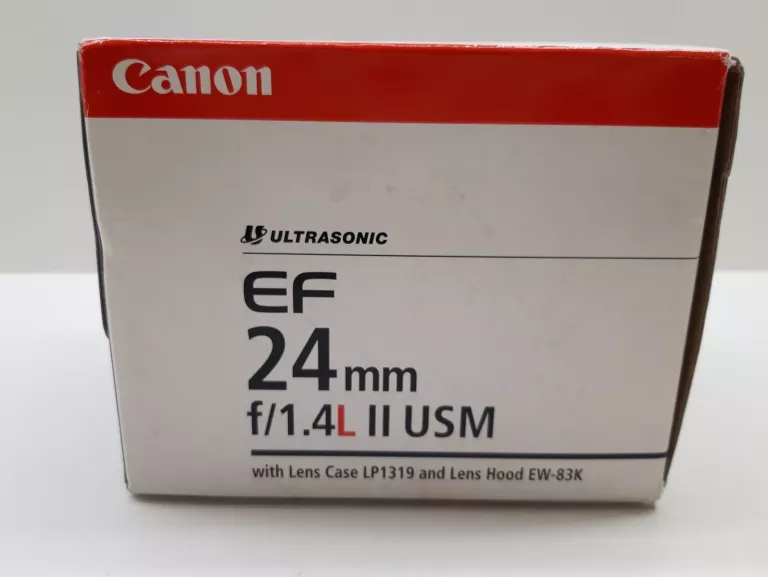 Canon
ULTRASONIC
EF
24mm
f/1.4L II USM
with Lens Case LP1319 and Lens Hood EW-83K